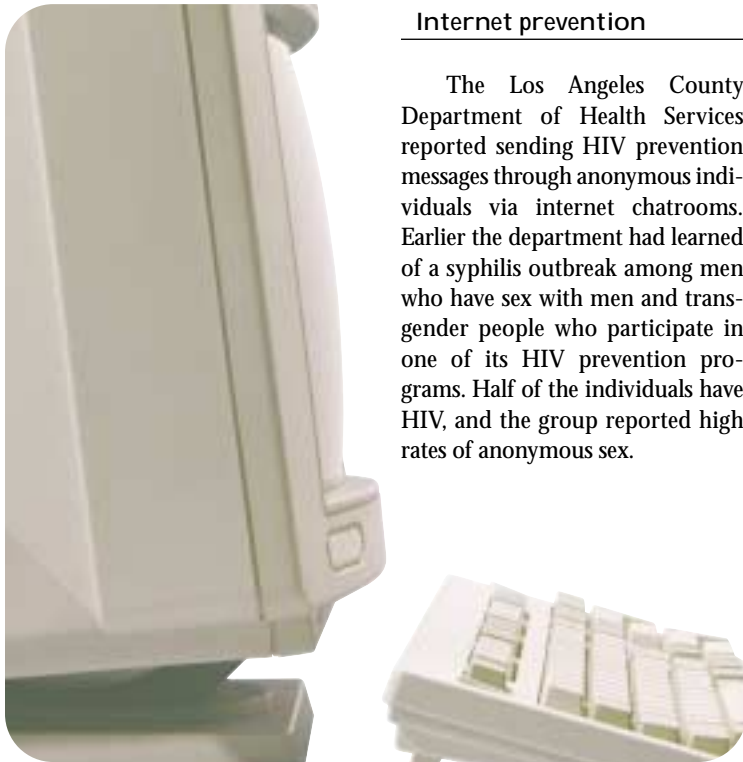 Internet prevention
The Los Angeles County
Department of Health Services
reported sending HIV prevention
messages through anonymous indi-
viduals via internet chatrooms.
Earlier the department had learned
of a syphilis outbreak among men
who have sex with men and trans-
gender people who participate in
one of its HIV prevention pro-
grams. Half of the individuals have
HIV, and the group reported high
rates of anonymous sex.